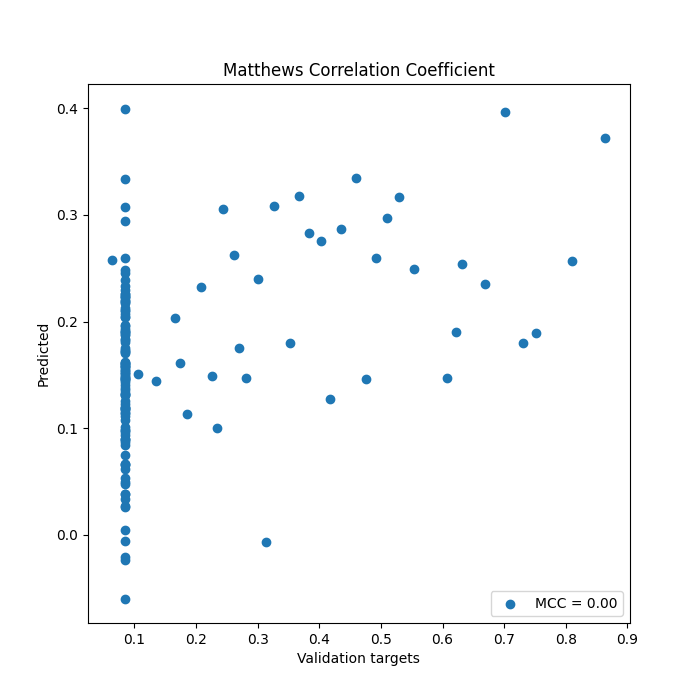 Matthews Correlation Coefficient
0.4
0.3
0.2
0.1
0.0
Predicted
MCC = 0.00
0.1 0.2 0.3 0.4 0.5 0.6 0.7 0.8 0.9
Validation targets